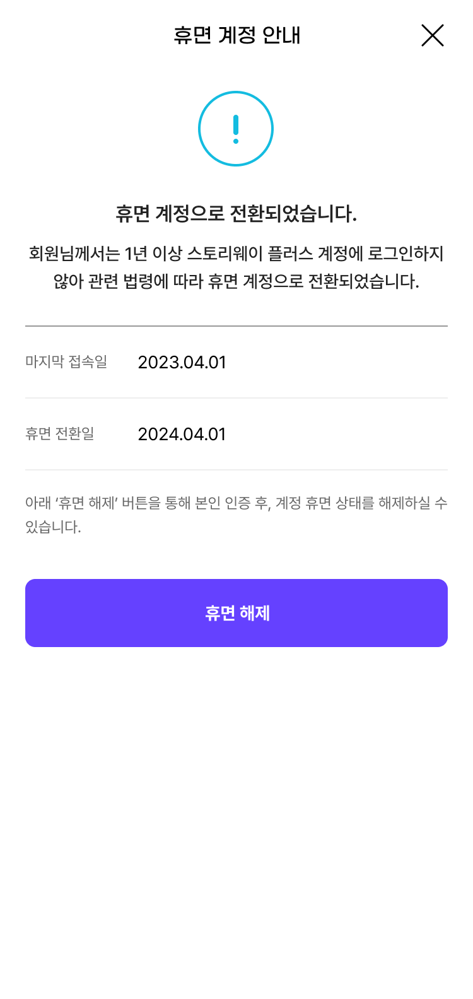 휴면 계정 안내
휴면 계정으로 전환되었습니다.
회원님께서는 1년 이상 스토리웨이 플러스 계정에 로그인하지
않아 관련 법령에 따라 휴면 계정으로 전환되었습니다.
마지막 접속일 2023.04.01
휴면 전환일 2024.04.01
아래 ‘휴면 해제’ 버튼을 통해 본인 인증 후, 계정 휴면 상태를 해제하실 수
있습니다.
휴면 해제